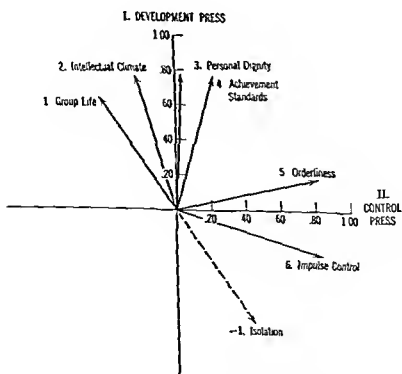 I. DEVELOPMENT PRESS
1 00
2. Intellectual Climate
.80
3. Personal Dignity
4 Achievement
Standards
1 Group Life
.60
.20
5 Orderliness
II.
CONTROL
PRESS
.20
.40
.60
.80
1 00
6. Impulse Control
-1. Isolation